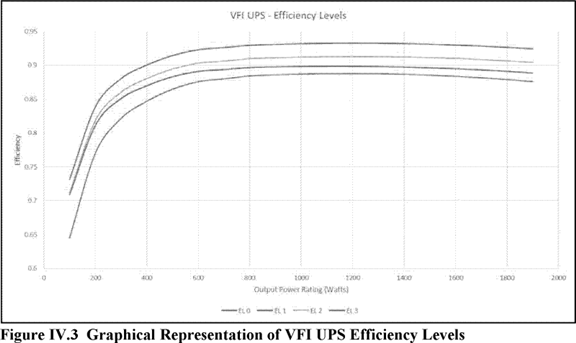 VFI UPS - Efficiency Levels
0.95
0.9
0.85
0.8
0.75
0.7
0.65
0.6
Efficiency
0 200 400 600 800 1000 1200 1400 1600 1800 2000
Output Power Rating (Watts)
EL 0 EL 1 EL 2 EL 3
Figure IV.3 Graphical Representation of VFI UPS Efficiency Levels